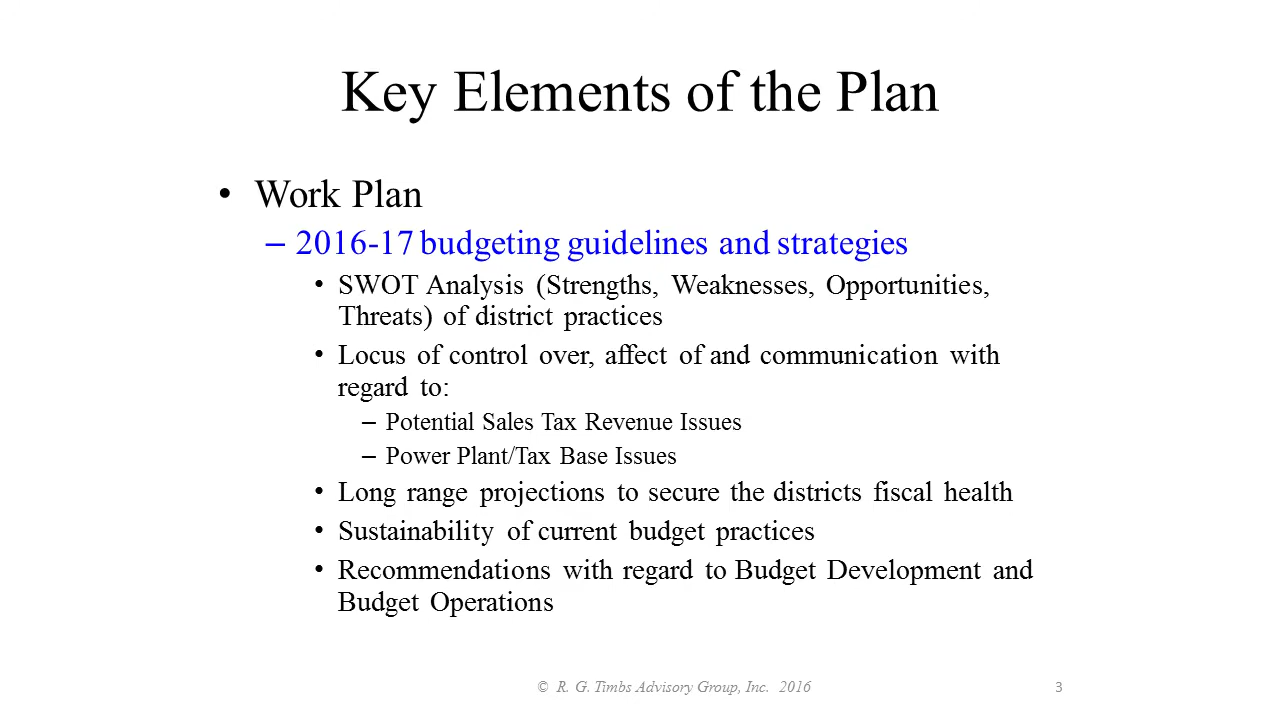 Key Elements of the Plan
• Work Plan
– 2016-17 budgeting guidelines and strategies
• SWOT Analysis (Strengths, Weaknesses, Opportunities,
Threats) of district practices
• Locus of control over, affect of and communication with
regard to:
– Potential Sales Tax Revenue Issues
– Power Plant/Tax Base Issues
• Long range projections to secure the districts fiscal health
• Sustainability of current budget practices
• Recommendations with regard to Budget Development and
Budget Operations
© R. G. Timbs Advisory Group, Inc. 2016 3